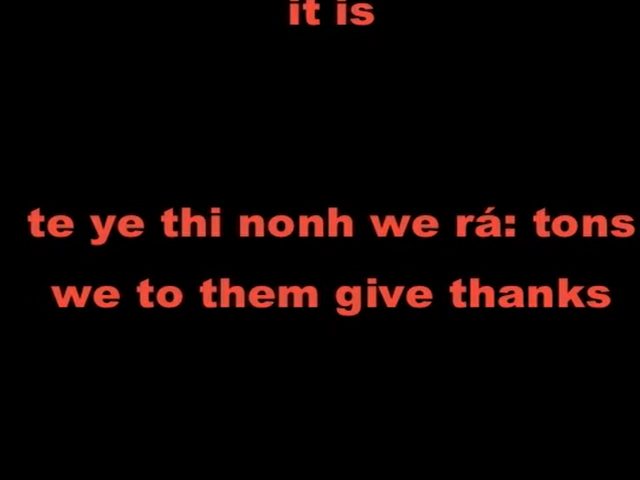 it is
te ye thi nonh we rá: tons
we to them give thanks